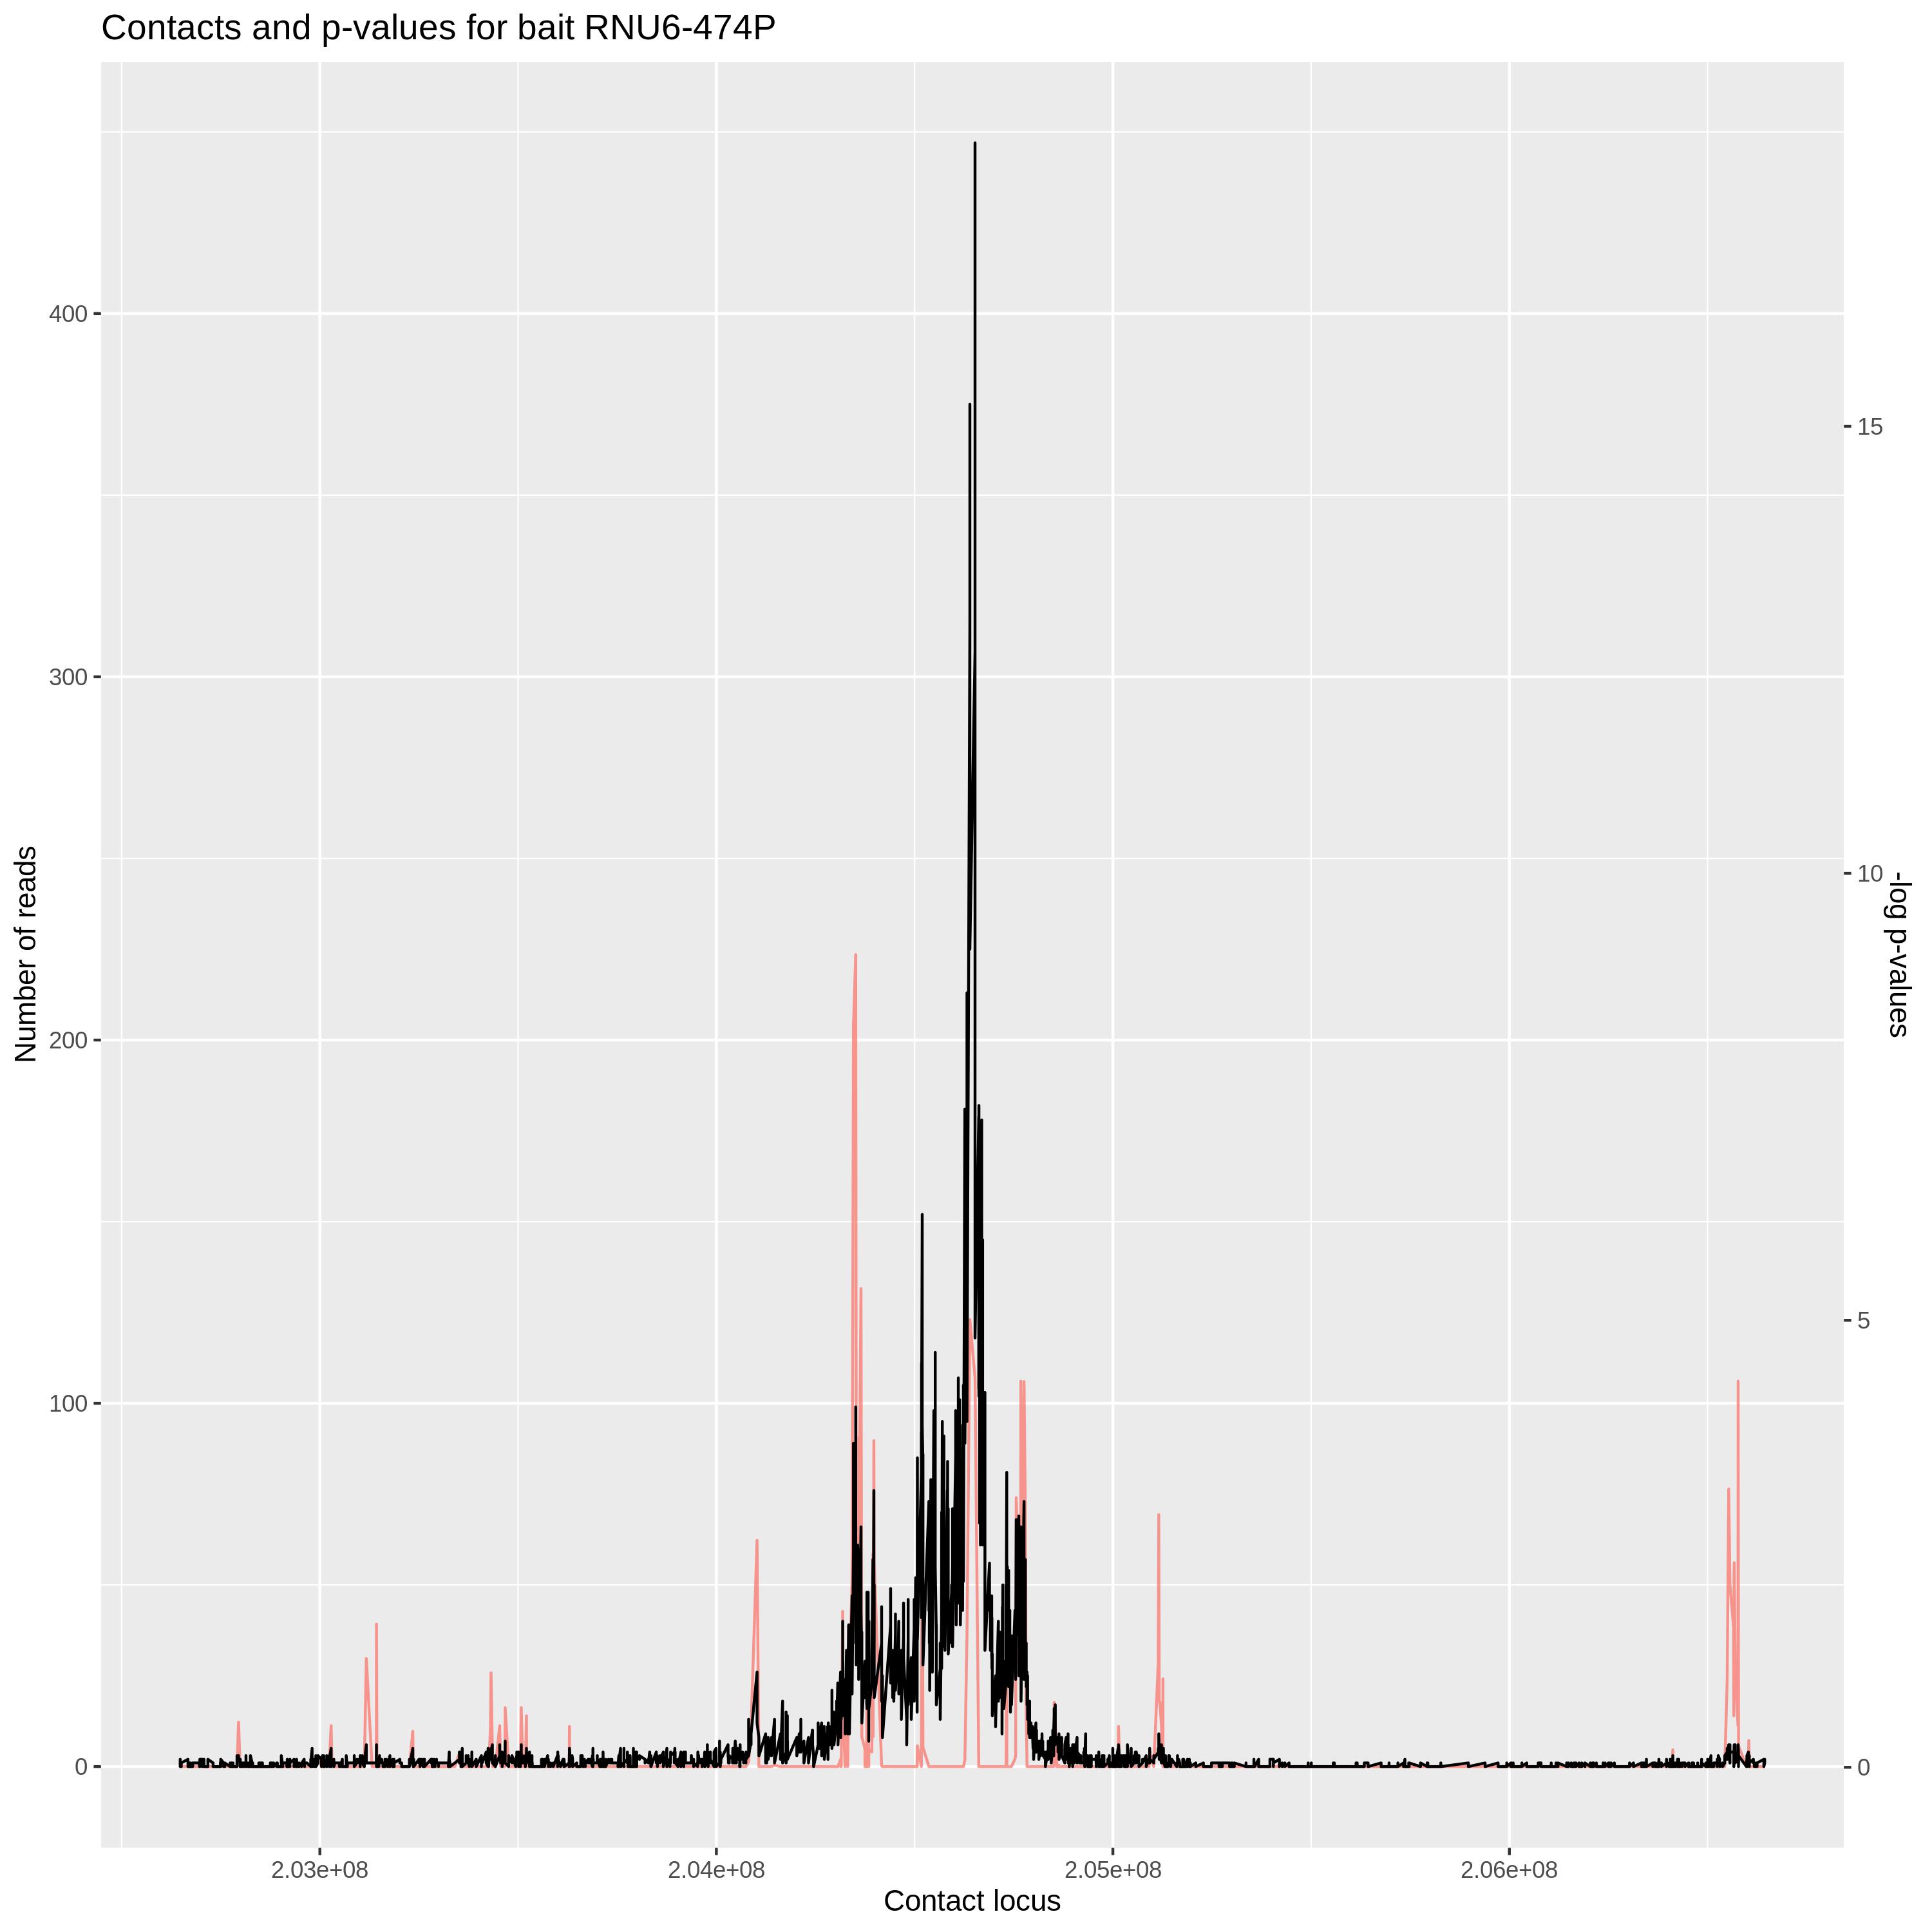 Contacts and p-values for bait RNU6-474P
Number of reads
400
300
200
100
0
15
10
5
0
-log p-values
2.03e+08
2.04e+08
2.05e+08
2.06e+08
Contact locus